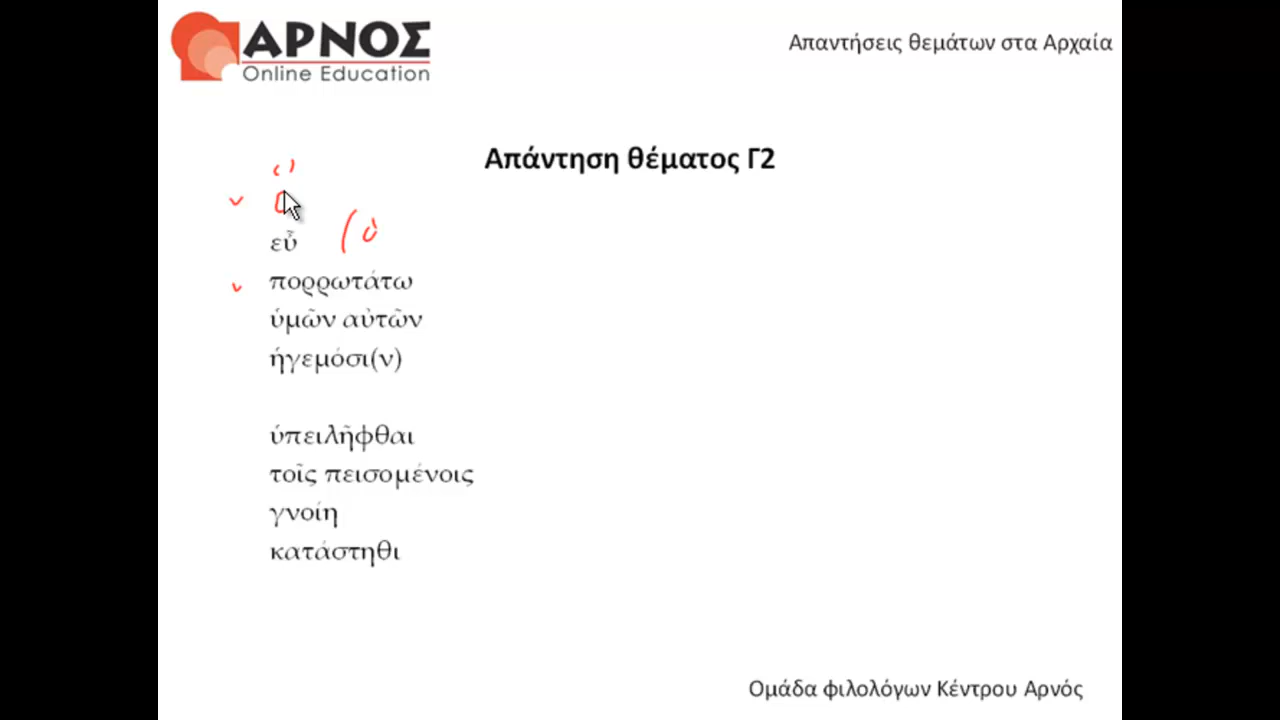 ΑΡΝΟΣ
Online Education
Απαντήσεις θεμάτων στα Αρχαία
Απάντηση θέματος Γ2
εὖ
πορρωτάτω
ὑμῶν αὐτῶν
ἡγεμόσι(ν)
ὑπειλῆφθαι
τοῖς πεισομένοις
γνοίη
κατάστηθι
Ομάδα φιλολόγων Κέντρου Αρνός